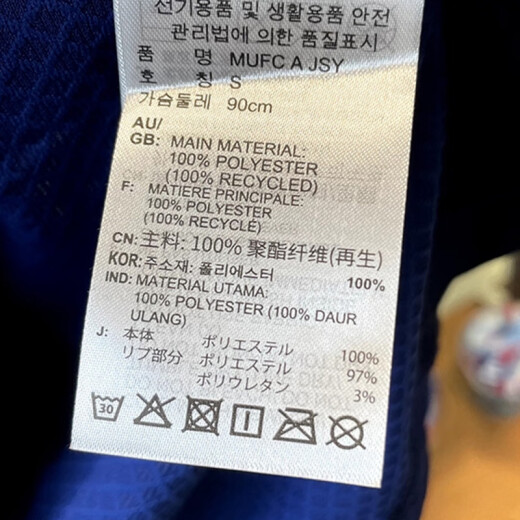 전기용품 및 생활용품 안전
관리법에 의한 품질표시
품 명 MUFC A JSY
호 칭 S
가슴둘레 90cm
AU/
GB: MAIN MATERIAL:
100% POLYESTER
(100% RECYCLED)
F: MATIERE PRINCIPALE:
100% POLYESTER
(100% RECYCLÉ)
CN: 主料: 100% 聚酯纤维(再生)
KOR: 주소재: 폴리에스터 100%
IND: MATERIAL UTAMA:
100% POLYESTER (100% DAUR
ULANG)
J: 本体 ポリエステル 100%
リブ部分 ポリエステル 97%
ポリウレタン 3%
30